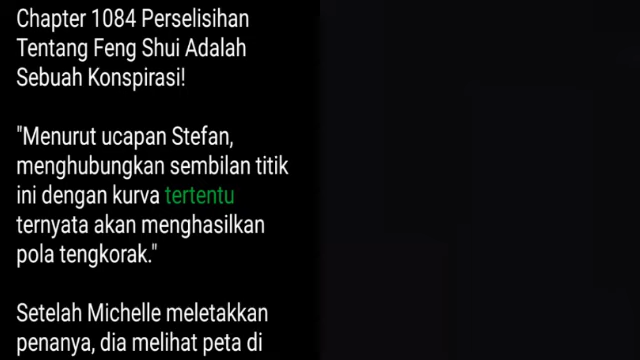 Chapter 1084 Perselisihan
Tentang Feng Shui Adalah
Sebuah Konspirasi!
"Menurut ucapan Stefan,
menghubungkan sembilan titik
ini dengan kurva tertentu
ternyata akan menghasilkan
pola tengkorak."
Setelah Michelle meletakkan
penanya, dia melihat peta di